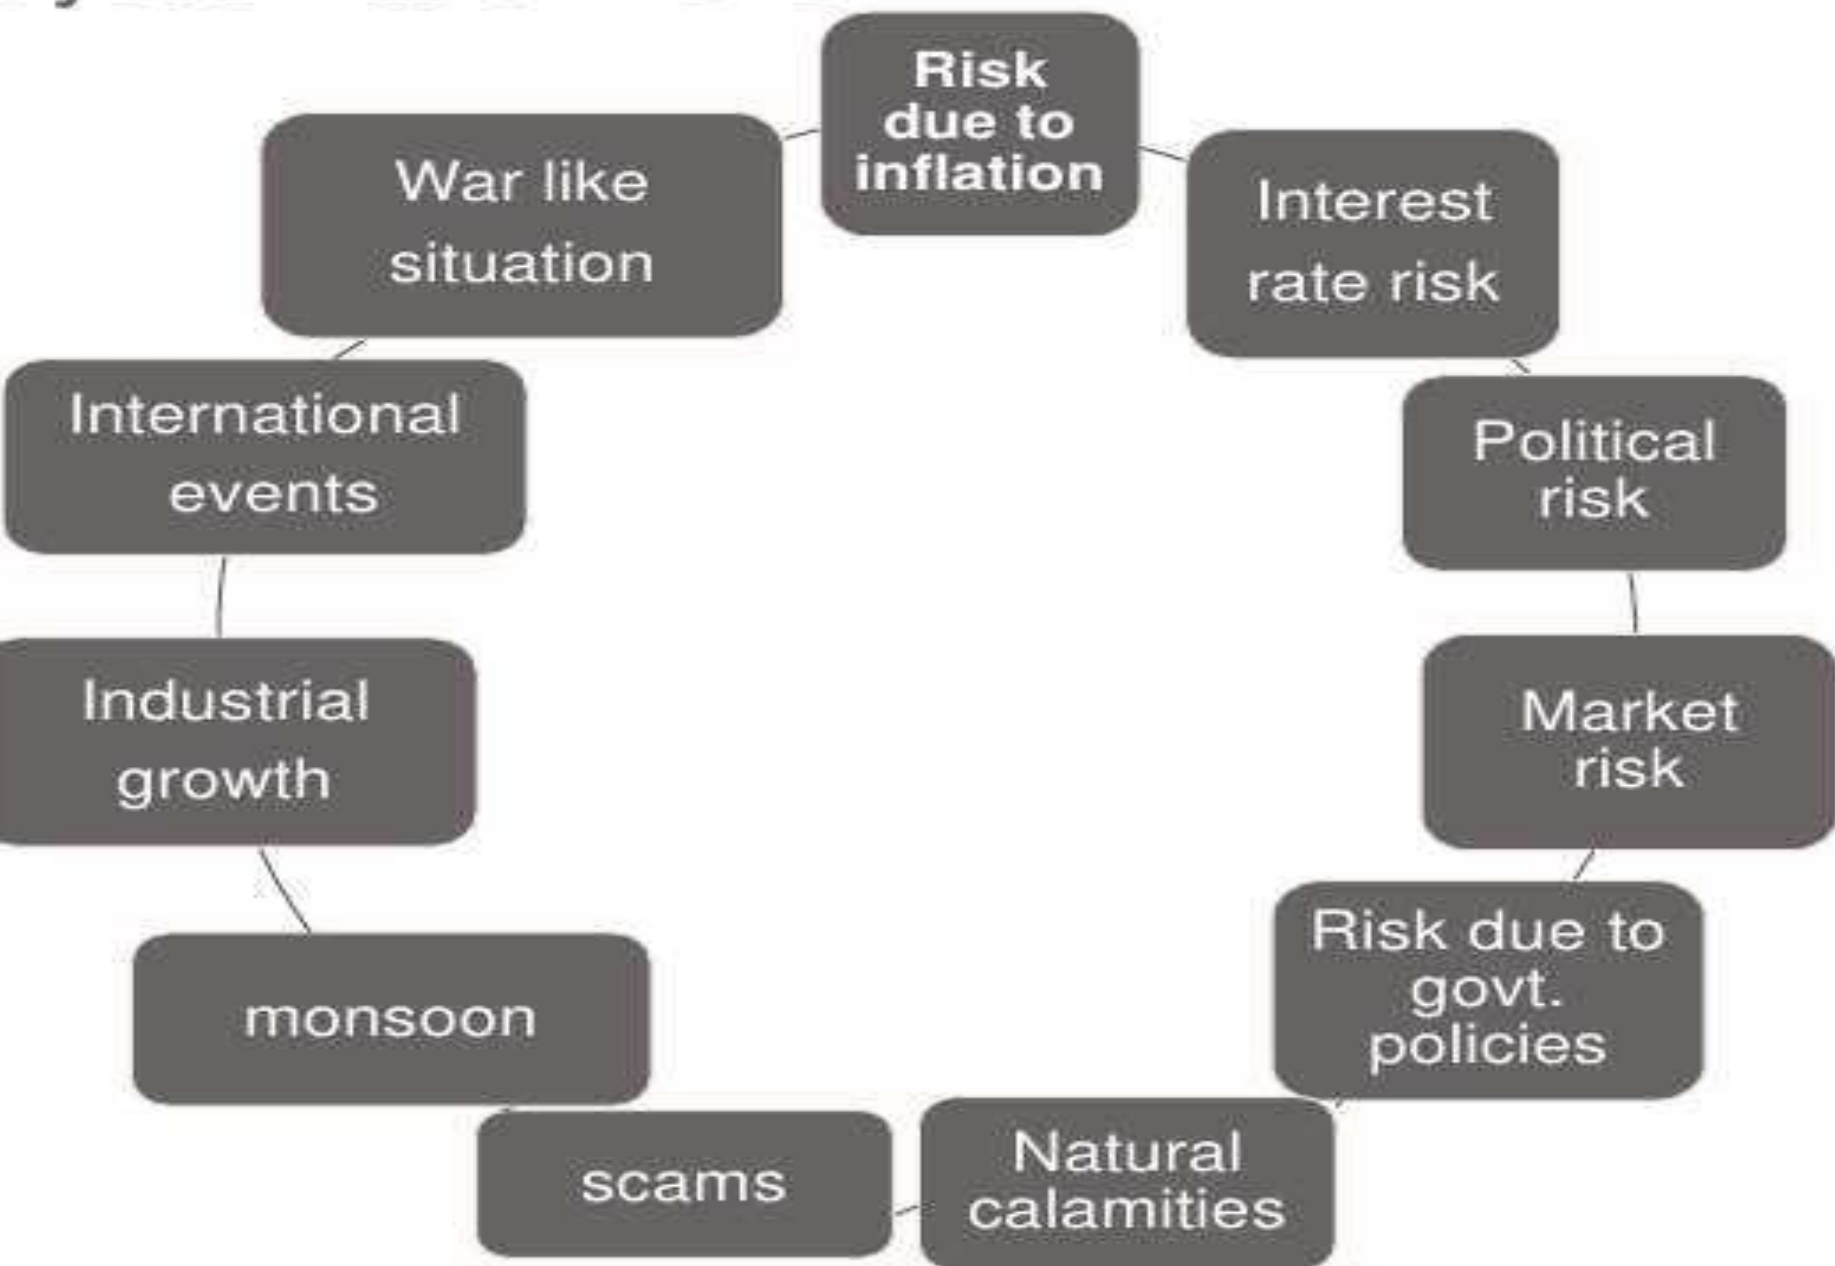 Risk
due to
inflation
Interest
rate risk
Political
risk
Market
risk
Risk due to
govt.
policies
Natural
calamities
scams
monsoon
Industrial
growth
International
events
War like
situation